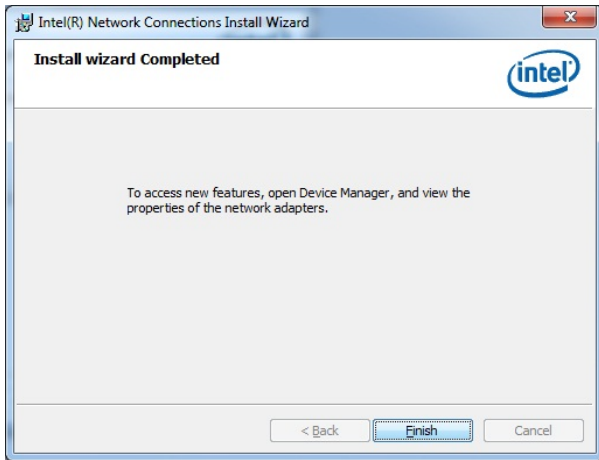 Intel(R) Network Connections Install Wizard
Install wizard Completed
intel
To access new features, open Device Manager, and view the
properties of the network adapters.
< Back
Finish
Cancel